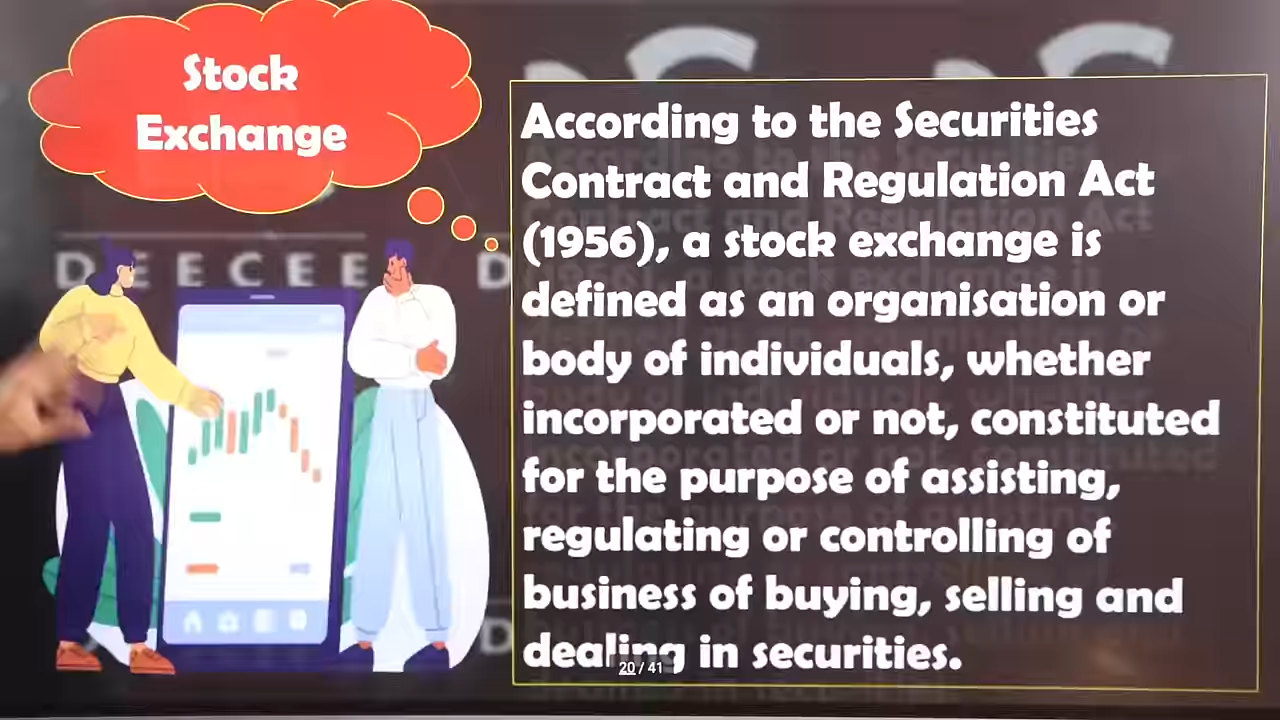 Stock
Exchange
According to the Securities
Contract and Regulation Act
(1956), a stock exchange is
defined as an organisation or
body of individuals, whether
incorporated or not, constituted
for the purpose of assisting,
regulating or controlling of
business of buying, selling and
dealing in securities.
DEECEE
D
D
20 / 41